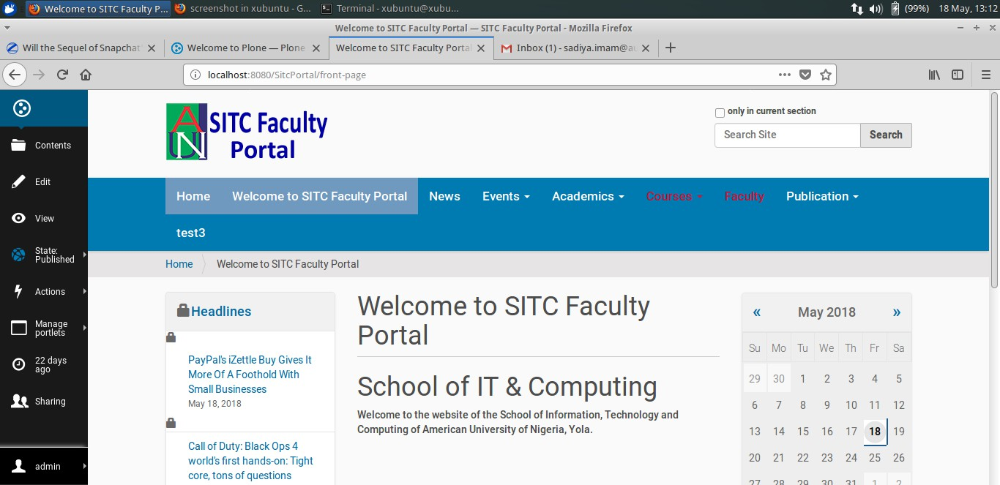 Welcome to SITC Faculty P...
screenshot in xubuntu - G...
Terminal - xubuntu@xubu...
(99%)
18 May, 13:12
Welcome to SITC Faculty Portal — SITC Faculty Portal - Mozilla Firefox
Will the Sequel of Snapchat
Welcome to Plone — Plone
Welcome to SITC Faculty Portal
Inbox (1) - sadiya.imam@a
localhost:8080/SitcPortal/front-page
Contents
Edit
View
State:
Published
Actions
Manage
portlets
22 days
ago
Sharing
admin
AUN
SITC Faculty
Portal
only in current section
Search Site
Search
Home
Welcome to SITC Faculty Portal
News
Events
Academics
Courses
Faculty
Publication
test3
Home
Welcome to SITC Faculty Portal
Headlines
PayPal's iZettle Buy Gives It
More Of A Foothold With
Small Businesses
May 18, 2018
Call of Duty: Black Ops 4
world's first hands-on: Tight
core, tons of questions
Welcome to SITC Faculty
Portal
School of IT & Computing
Welcome to the website of the School of Information, Technology and
Computing of American University of Nigeria, Yola.
« May 2018 »
Su Mo Tu We Th Fr Sa
29 30 1 2 3 4 5
6 7 8 9 10 11 12
13 14 15 16 17 18 19
20 21 22 23 24 25 26
27 28 29 30 31 1 2